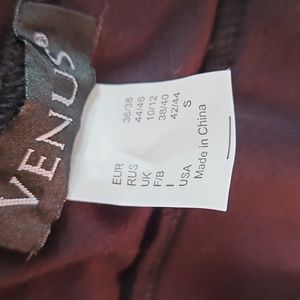 VENUS®
EUR 36/38
RUS 44/46
UK 10/12
F/B 38/40
I 42/44
USA S
Made in China